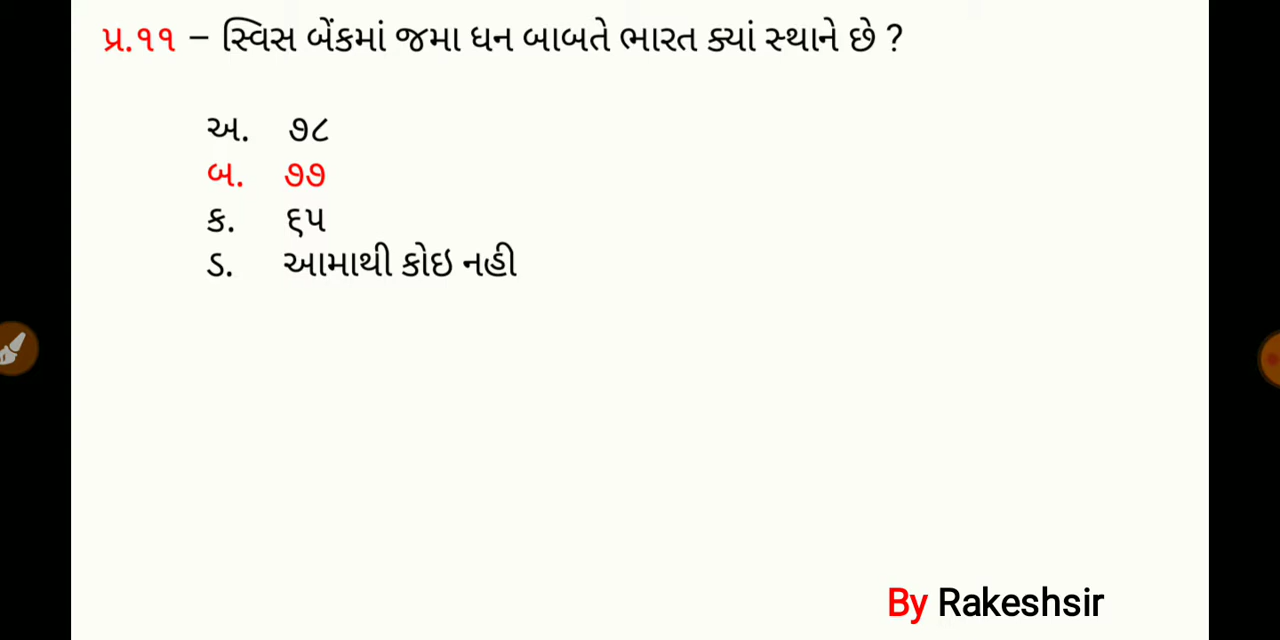 પ્ર.૧૧ – સ્વિસ બેંકમાં જમા ધન બાબતે ભારત ક્યાં સ્થાને છે ?
અ. ૭૮
બ. ૭૭
ક. ૬૫
ડ. આમાથી કોઇ નહી
By Rakeshsir